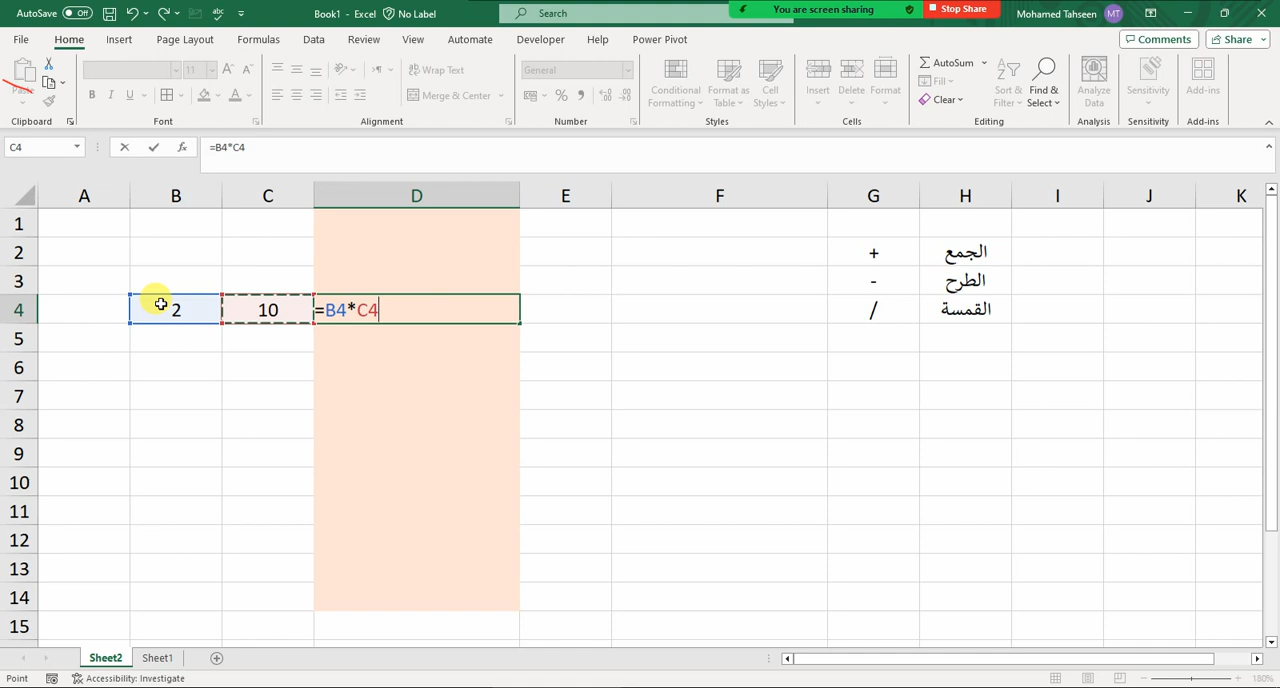 AutoSave Off Book1 - Excel No Label Search You are screen sharing Stop Share Mohamed Tahseen MT
File Home Insert Page Layout Formulas Data Review View Automate Developer Help Power Pivot Comments Share
Paste 11 Wrap Text General Conditional Formatting Format as Table Cell Styles Insert Delete Format AutoSum Fill Clear Sort & Filter Find & Select Analyze Data Sensitivity Add-ins
B I U Merge & Center
Clipboard Font Alignment Number Styles Cells Editing Analysis Sensitivity Add-ins
C4 =B4*C4
A B C D E F G H I J K
1
2 + الجمع
3 - الطرح
4 2 10 =B4*C4 / القمسة
5
6
7
8
9
10
11
12
13
14
15
Sheet2 Sheet1
Point Accessibility: Investigate 180%